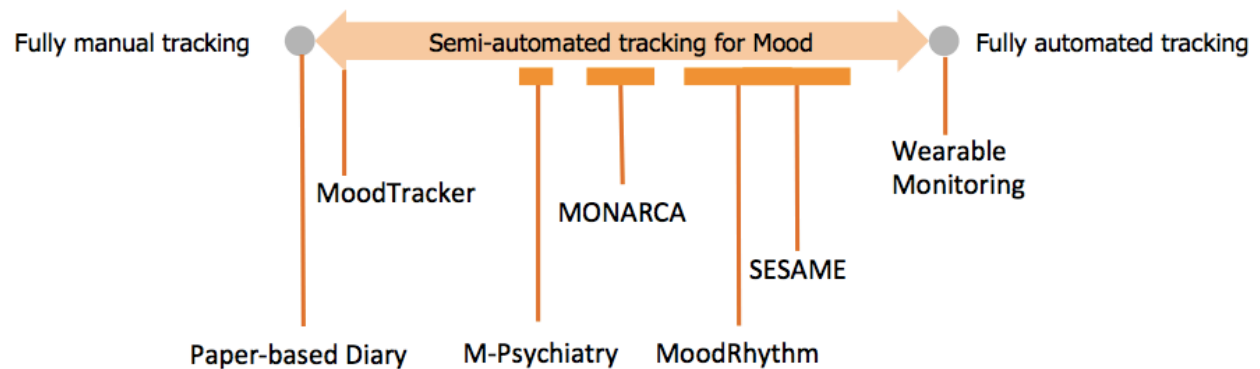 Fully manual tracking
Semi-automated tracking for Mood
Fully automated tracking
Wearable
Monitoring
MoodTracker
MONARCA
SESAME
Paper-based Diary
M-Psychiatry
MoodRhythm